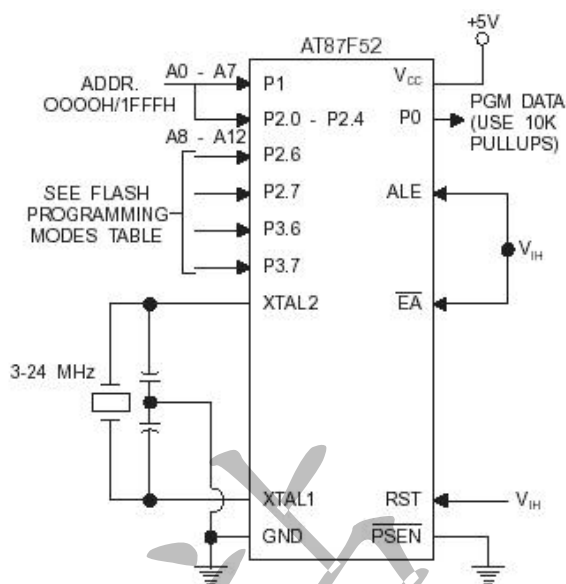 +5V
AT87F52
ADDR.
OOOOH/1FFFH
A0 - A7
P1
VCC
P2.0 - P2.4
P0
PGM DATA
(USE 10K
PULLUPS)
A8 - A12
P2.6
SEE FLASH
PROGRAMMING
MODES TABLE
P2.7
ALE
P3.6
VIH
P3.7
XTAL2
EA
3-24 MHz
XTAL1
RST
VIH
GND
PSEN